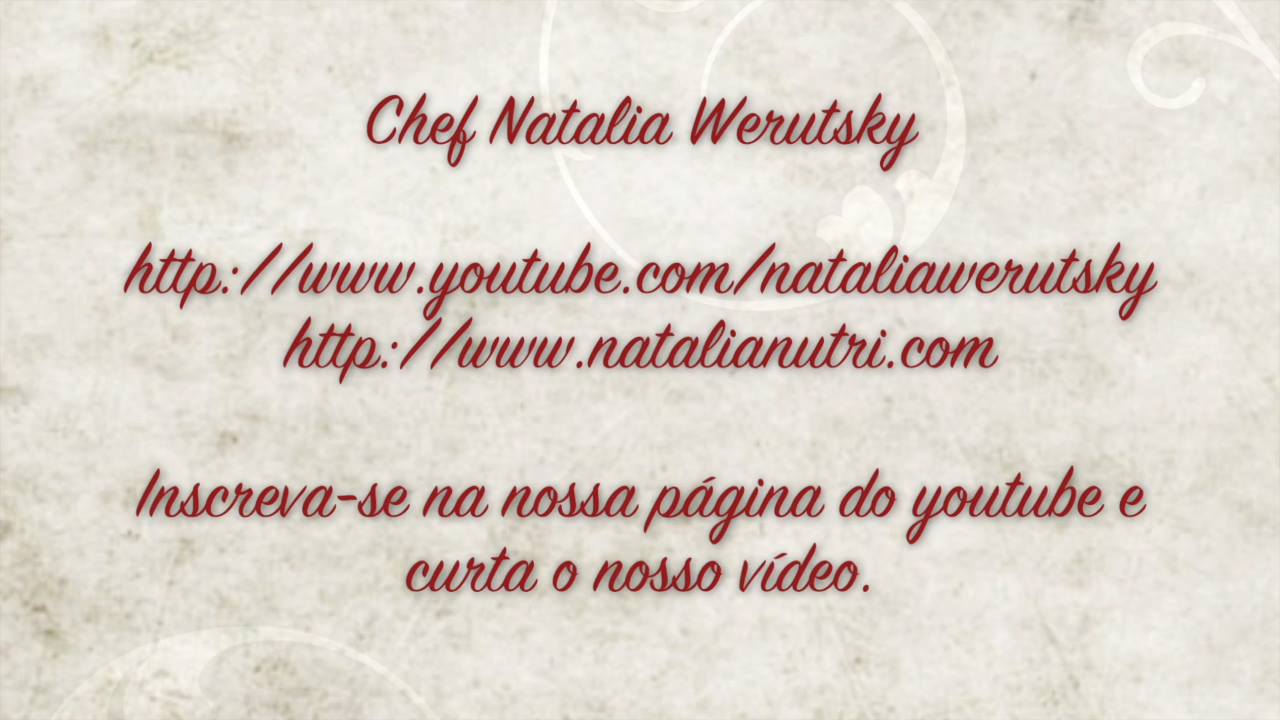 Chef Natalia Werutsky
http://www.youtube.com/nataliawerutsky
http://www.natalianutri.com
Inscreva-se na nossa página do youtube e
curta o nosso vídeo.